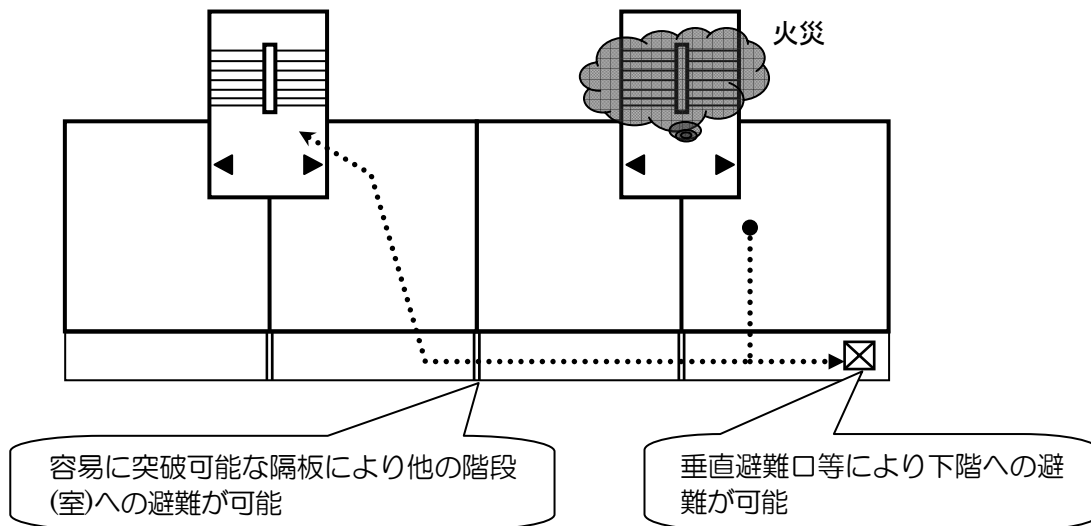 火災
容易に突破可能な隔板により他の階段
(室)への避難が可能
垂直避難口等により下階への避
難が可能